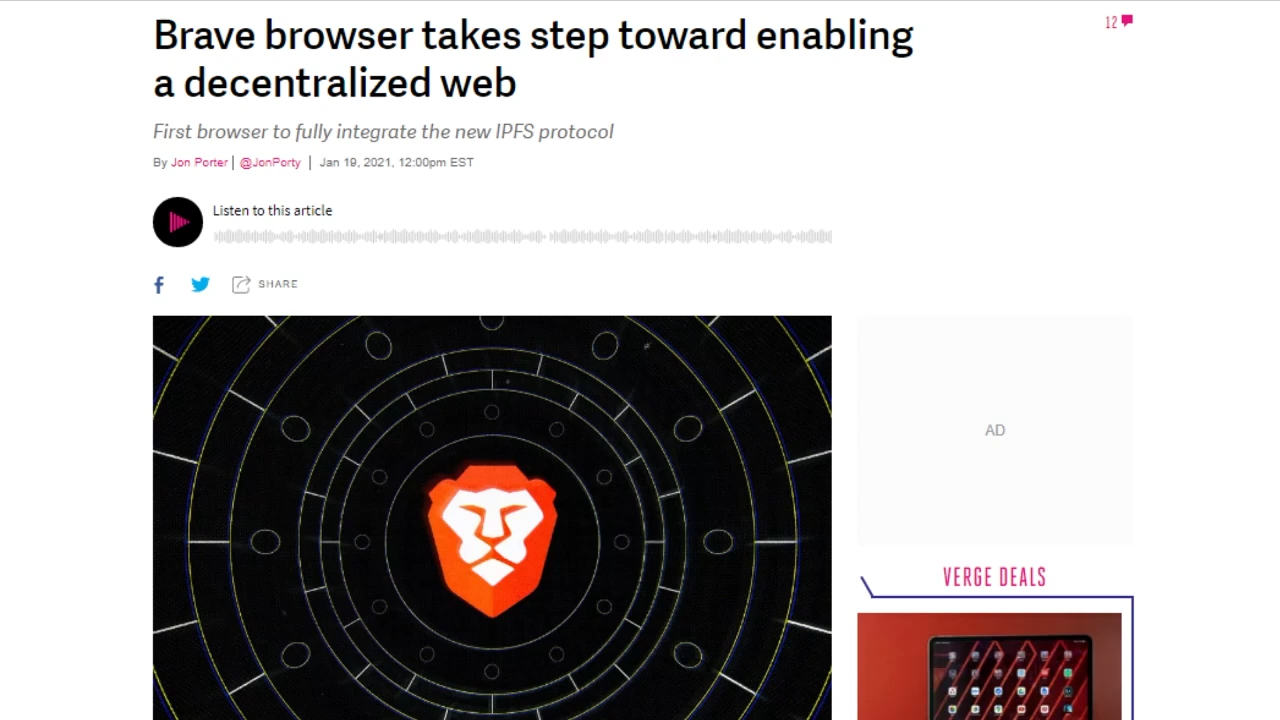 Brave browser takes step toward enabling
12
a decentralized web
First browser to fully integrate the new IPFS protocol
By Jon Porter | @JonPorty | Jan 19, 2021, 12:00pm EST
Listen to this article
SHARE
AD
VERGE DEALS